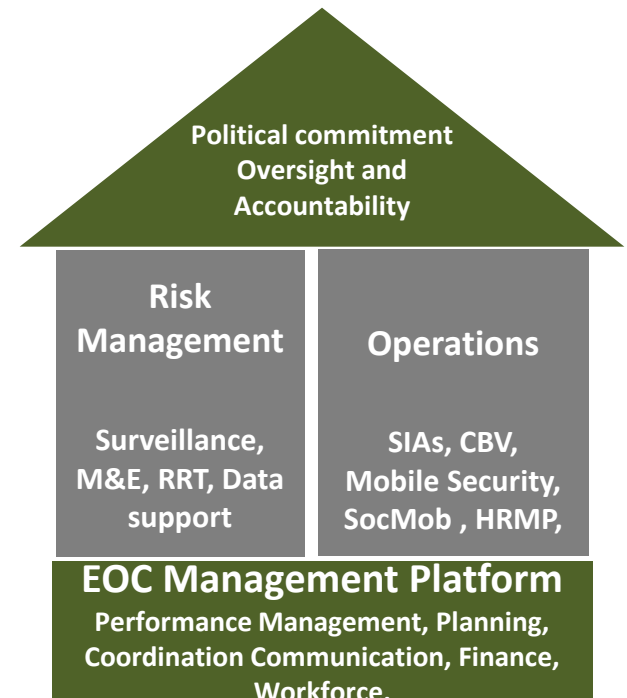 Political commitment
Oversight and
Accountability
Risk
Management
Surveillance,
M&E, RRT, Data
support
Operations
SIAs, CBV,
Mobile Security,
SocMob , HRMP,
EOC Management Platform
Performance Management, Planning,
Coordination Communication, Finance,
Workforce.